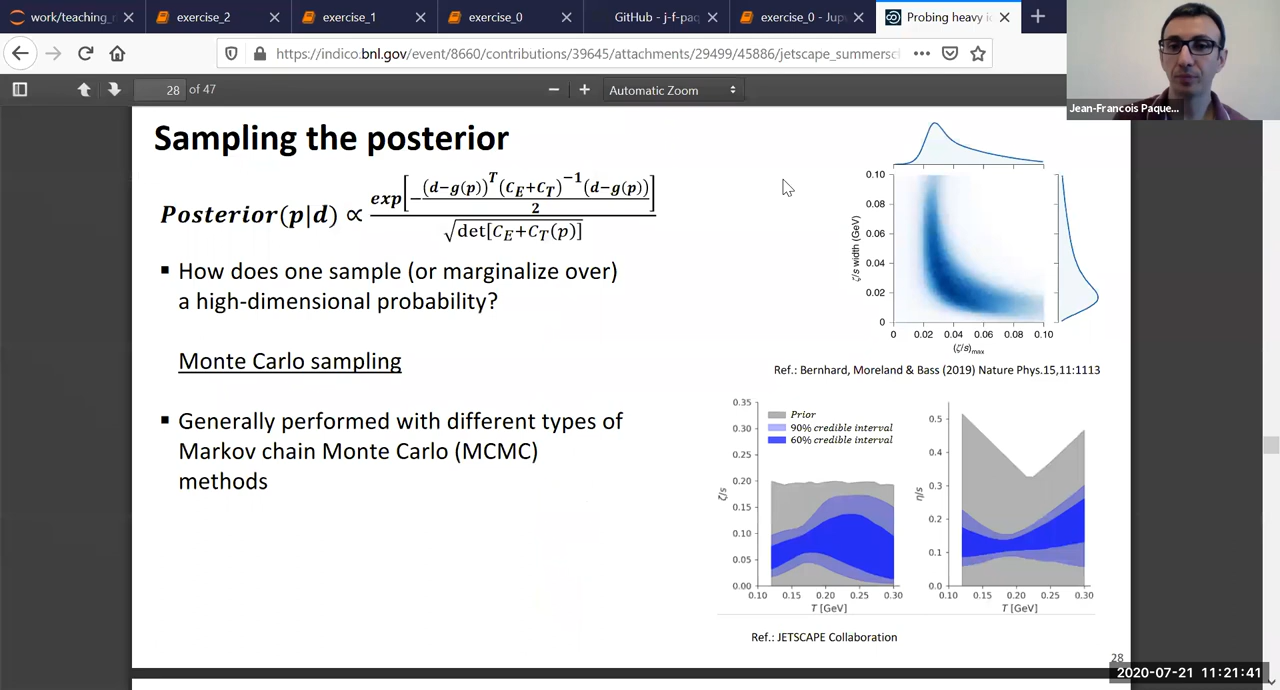 work/teaching_r
exercise_2
exercise_1
exercise_0
GitHub - j-f-paq
exercise_0 - Jup
Probing heavy i
https://indico.bnl.gov/event/8660/contributions/39645/attachments/29499/45886/jetscape_summersc
28 of 47
Automatic Zoom
Jean-Francois Paque...
Sampling the posterior
Posterior(p|d) ∝ exp[-(d-g(p))^T (C_E+C_T)^-1 (d-g(p))/2] / √det[C_E+C_T(p)]
▪ How does one sample (or marginalize over)
a high-dimensional probability?
Monte Carlo sampling
▪ Generally performed with different types of
Markov chain Monte Carlo (MCMC)
methods
0.10
0.08
0.06
0.04
0.02
0
ζ/s width (GeV)
0 0.02 0.04 0.06 0.08 0.10
(ζ/s)max
Ref.: Bernhard, Moreland & Bass (2019) Nature Phys.15,11:1113
0.35
0.30
0.25
0.20
0.15
0.10
0.05
0.00
ζ/s
Prior
90% credible interval
60% credible interval
0.10 0.15 0.20 0.25 0.30
T [GeV]
0.5
0.4
0.3
0.2
0.1
0.0
η/s
0.10 0.15 0.20 0.25 0.30
T [GeV]
Ref.: JETSCAPE Collaboration
28
2020-07-21 11:21:41